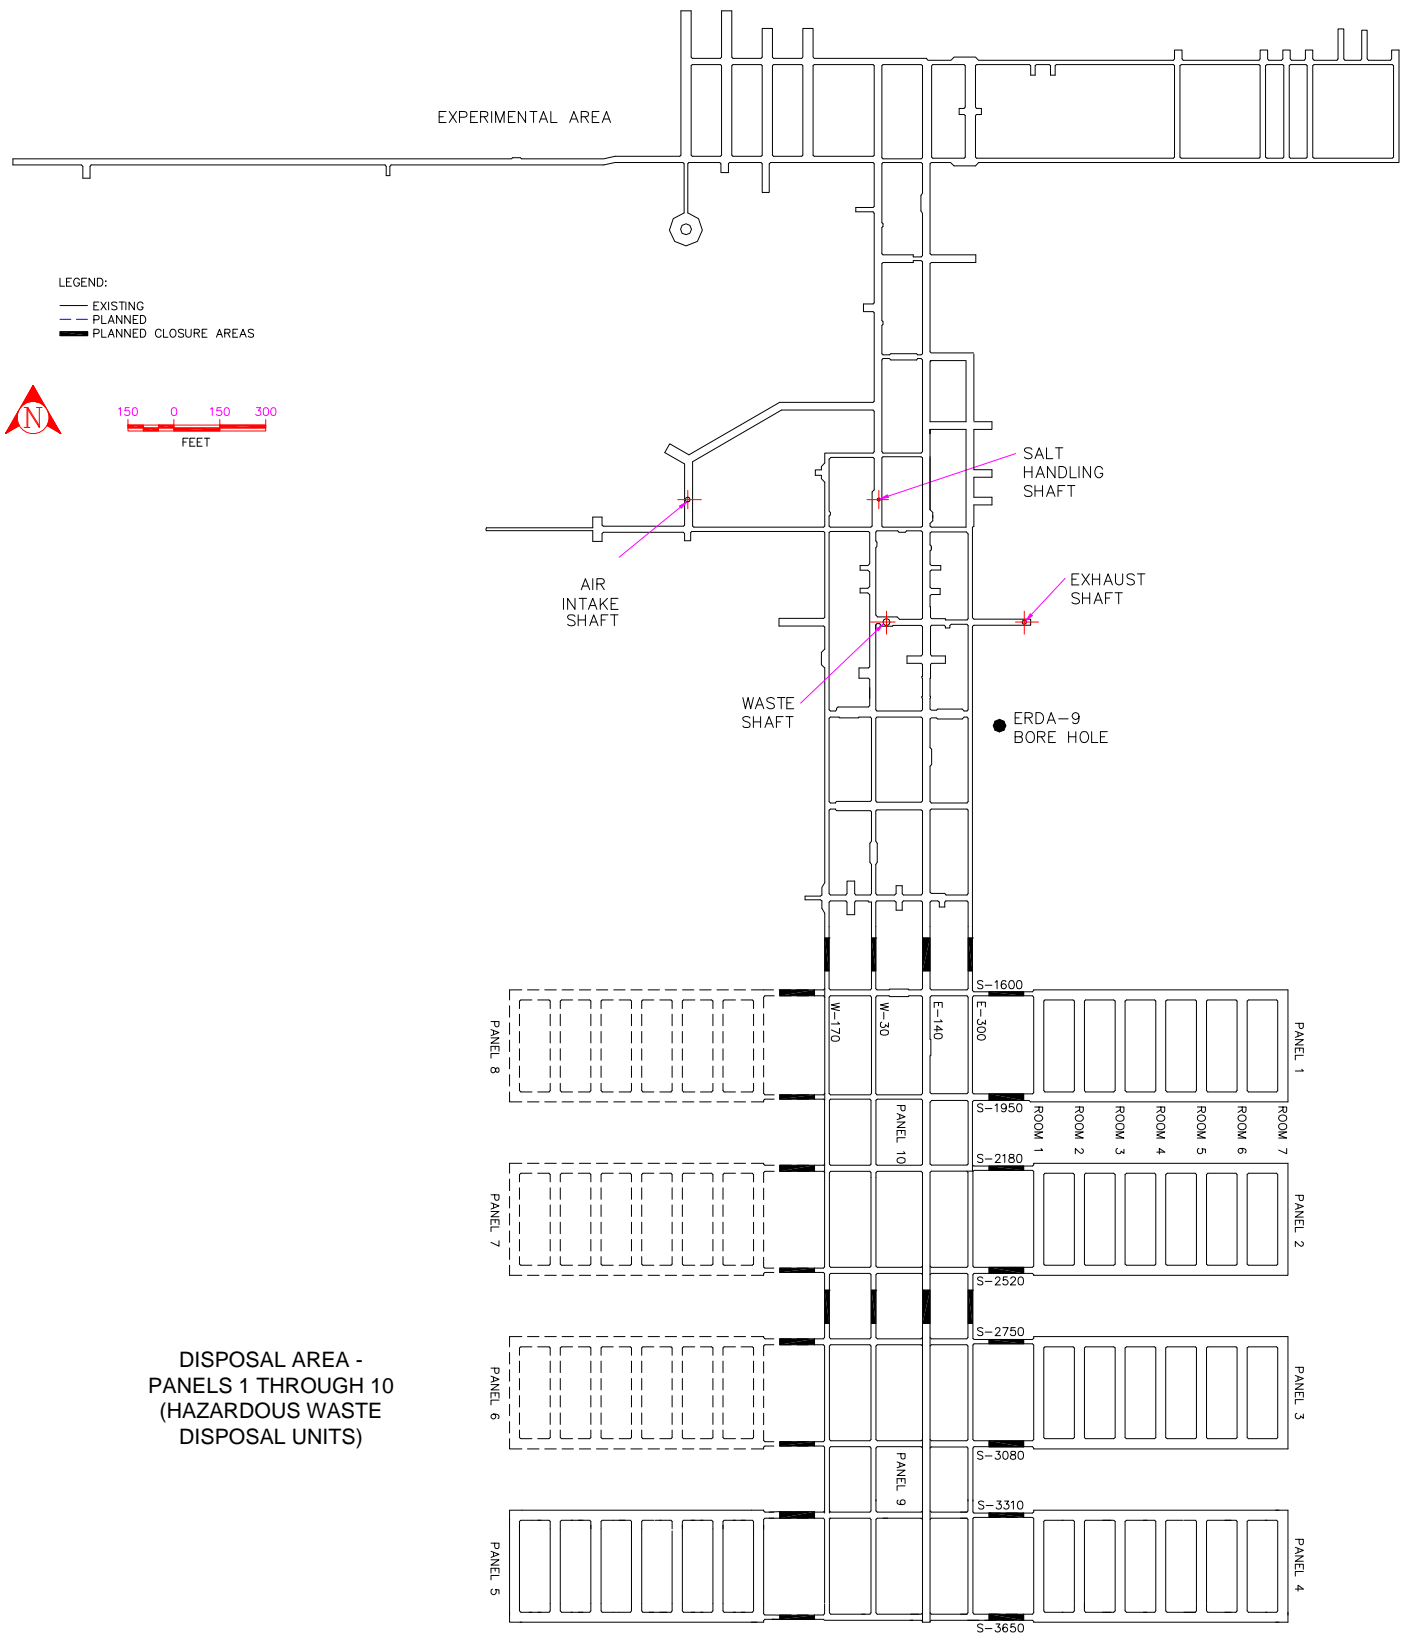 EXPERIMENTAL AREA
LEGEND:
EXISTING
PLANNED
PLANNED CLOSURE AREAS
N
150 0 150 300
FEET
SALT
HANDLING
SHAFT
AIR
INTAKE
SHAFT
EXHAUST
SHAFT
WASTE
SHAFT
ERDA-9
BORE HOLE
S-1600
W-170
W-30
E-140
E-300
PANEL 8
PANEL 1
S-1950
PANEL 10
ROOM 1
ROOM 2
ROOM 3
ROOM 4
ROOM 5
ROOM 6
ROOM 7
S-2180
PANEL 7
PANEL 2
S-2520
S-2750
DISPOSAL AREA -
PANELS 1 THROUGH 10
(HAZARDOUS WASTE
DISPOSAL UNITS)
PANEL 6
PANEL 3
S-3080
PANEL 9
S-3310
PANEL 5
PANEL 4
S-3650